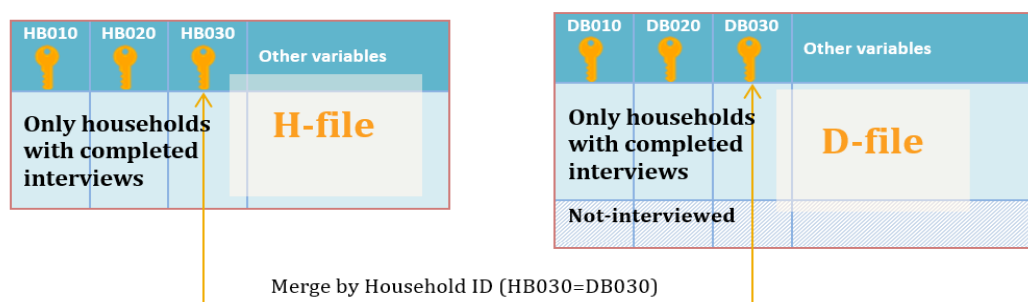 HB010 HB020 HB030 Other variables
Only households
with completed
interviews
H-file
DB010 DB020 DB030 Other variables
Only households
with completed
interviews
D-file
Not-interviewed
Merge by Household ID (HB030=DB030)